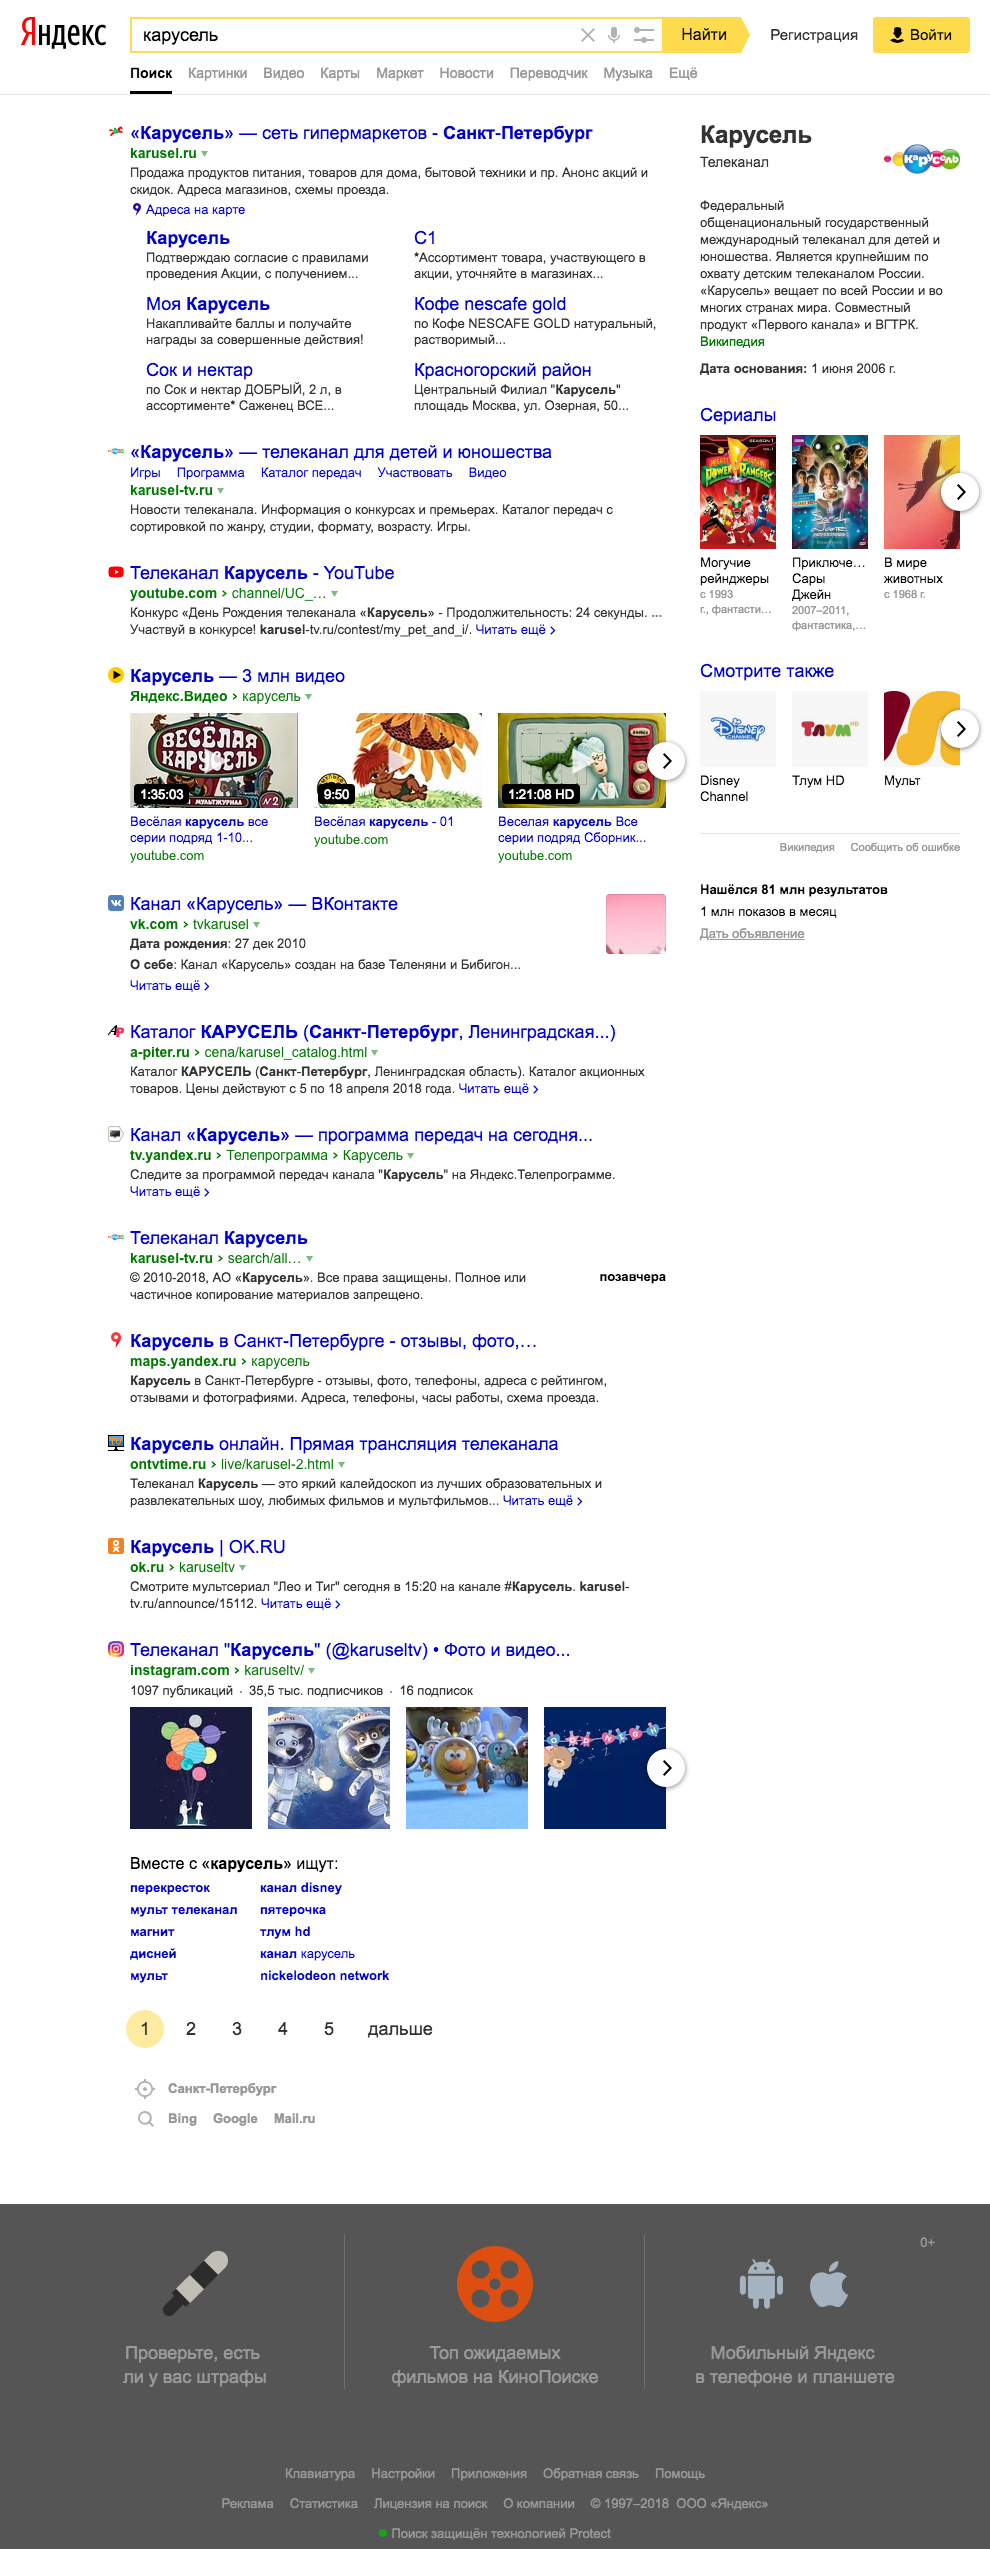 Яндекс
карусель
Найти
Регистрация
Войти
Поиск Картинки Видео Карты Маркет Новости Переводчик Музыка Ещё
«Карусель» — сеть гипермаркетов - Санкт-Петербург
karusel.ru
Продажа продуктов питания, товаров для дома, бытовой техники и пр. Анонс акций и
скидок. Адреса магазинов, схемы проезда.
Адреса на карте
Карусель
Подтверждаю согласие с правилами
проведения Акции, с получением...
С1
*Ассортимент товара, участвующего в
акции, уточняйте в магазинах...
Моя Карусель
Накапливайте баллы и получайте
награды за совершенные действия!
Кофе nescafe gold
по Кофе NESCAFE GOLD натуральный,
растворимый...
Сок и нектар
по Сок и нектар ДОБРЫЙ, 2 л, в
ассортименте* Саженец ВСЕ...
Красногорский район
Центральный Филиал "Карусель"
площадь Москва, ул. Озерная, 50...
«Карусель» — телеканал для детей и юношества
Игры Программа Каталог передач Участвовать Видео
karusel-tv.ru
Новости телеканала. Информация о конкурсах и премьерах. Каталог передач с
сортировкой по жанру, студии, формату, возрасту. Игры.
Телеканал Карусель - YouTube
youtube.com › channel/UC_…
Конкурс «День Рождения телеканала «Карусель» - Продолжительность: 24 секунды. ...
Участвуй в конкурсе! karusel-tv.ru/contest/my_pet_and_i/. Читать ещё ›
Карусель — 3 млн видео
Яндекс.Видео › карусель
ВЕСЁЛАЯ
КАРУСЕЛЬ
МУЛЬТЖУРНАЛ
№2
1:35:03
9:50
1:21:08 HD
Весёлая карусель все
серии подряд 1-10...
youtube.com
Весёлая карусель - 01
youtube.com
Веселая карусель Все
серии подряд Сборник...
youtube.com
Канал «Карусель» — ВКонтакте
vk.com › tvkarusel
Дата рождения: 27 дек 2010
О себе: Канал «Карусель» создан на базе Теленяни и Бибигон...
Читать ещё ›
Каталог КАРУСЕЛЬ (Санкт-Петербург, Ленинградская...)
a-piter.ru › cena/karusel_catalog.html
Каталог КАРУСЕЛЬ (Санкт-Петербург, Ленинградская область). Каталог акционных
товаров. Цены действуют с 5 по 18 апреля 2018 года. Читать ещё ›
Канал «Карусель» — программа передач на сегодня...
tv.yandex.ru › Телепрограмма › Карусель
Следите за программой передач канала "Карусель" на Яндекс.Телепрограмме.
Читать ещё ›
Телеканал Карусель
karusel-tv.ru › search/all…
© 2010-2018, АО «Карусель». Все права защищены. Полное или
частичное копирование материалов запрещено.
позавчера
Карусель в Санкт-Петербурге - отзывы, фото,…
maps.yandex.ru › карусель
Карусель в Санкт-Петербурге - отзывы, фото, телефоны, адреса с рейтингом,
отзывами и фотографиями. Адреса, телефоны, часы работы, схема проезда.
Карусель онлайн. Прямая трансляция телеканала
ontvtime.ru › live/karusel-2.html
Телеканал Карусель — это яркий калейдоскоп из лучших образовательных и
развлекательных шоу, любимых фильмов и мультфильмов... Читать ещё ›
Карусель | OK.RU
ok.ru › karuseltv
Смотрите мультсериал "Лео и Тиг" сегодня в 15:20 на канале #Карусель. karusel-
tv.ru/announce/15112. Читать ещё ›
Телеканал "Карусель" (@karuseltv) • Фото и видео...
instagram.com › karuseltv/
1097 публикаций · 35,5 тыс. подписчиков · 16 подписок
Вместе с «карусель» ищут:
перекресток
канал disney
мульт телеканал
пятерочка
магнит
тлум hd
дисней
канал карусель
мульт
nickelodeon network
1 2 3 4 5 дальше
Санкт-Петербург
Bing Google Mail.ru
Карусель
Телеканал
Карусель
Федеральный
общенациональный государственный
международный телеканал для детей и
юношества. Является крупнейшим по
охвату детским телеканалом России.
«Карусель» вещает по всей России и во
многих странах мира. Совместный
продукт «Первого канала» и ВГТРК.
Википедия
Дата основания: 1 июня 2006 г.
Сериалы
SEASON 1
POWER RANGERS
Могучие
рейнджеры
с 1993
г., фантасти…
Приключе…
Сары
Джейн
2007–2011,
фантастика,…
В мире
животных
с 1968 г.
Смотрите также
Disney
CHANNEL
ТЛУМ HD
Disney
Channel
Тлум HD
Мульт
Википедия Сообщить об ошибке
Нашёлся 81 млн результатов
1 млн показов в месяц
Дать объявление
0+
Проверьте, есть
ли у вас штрафы
Топ ожидаемых
фильмов на КиноПоиске
Мобильный Яндекс
в телефоне и планшете
Клавиатура Настройки Приложения Обратная связь Помощь
Реклама Статистика Лицензия на поиск О компании © 1997–2018 ООО «Яндекс»
Поиск защищён технологией Protect